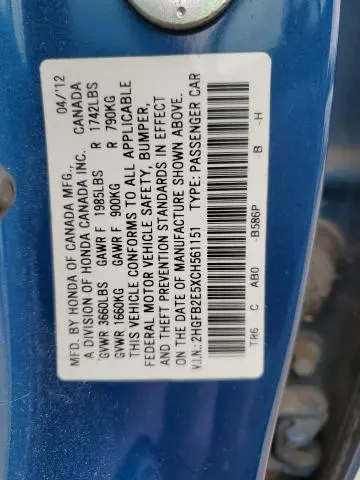 MFD. BY HONDA OF CANADA MFG., 04/'12
A DIVISION OF HONDA CANADA INC. CANADA
GVWR 3660LBS GAWR F 1985LBS R 1742LBS
GVWR 1660KG GAWR F 900KG R 790KG
THIS VEHICLE CONFORMS TO ALL APPLICABLE
FEDERAL MOTOR VEHICLE SAFETY, BUMPER,
AND THEFT PREVENTION STANDARDS IN EFFECT
ON THE DATE OF MANUFACTURE SHOWN ABOVE.
V.I.N.: 2HGFB2E5XCH561151 TYPE: PASSENGER CAR
TR6 C AB0 -B586P -B -H